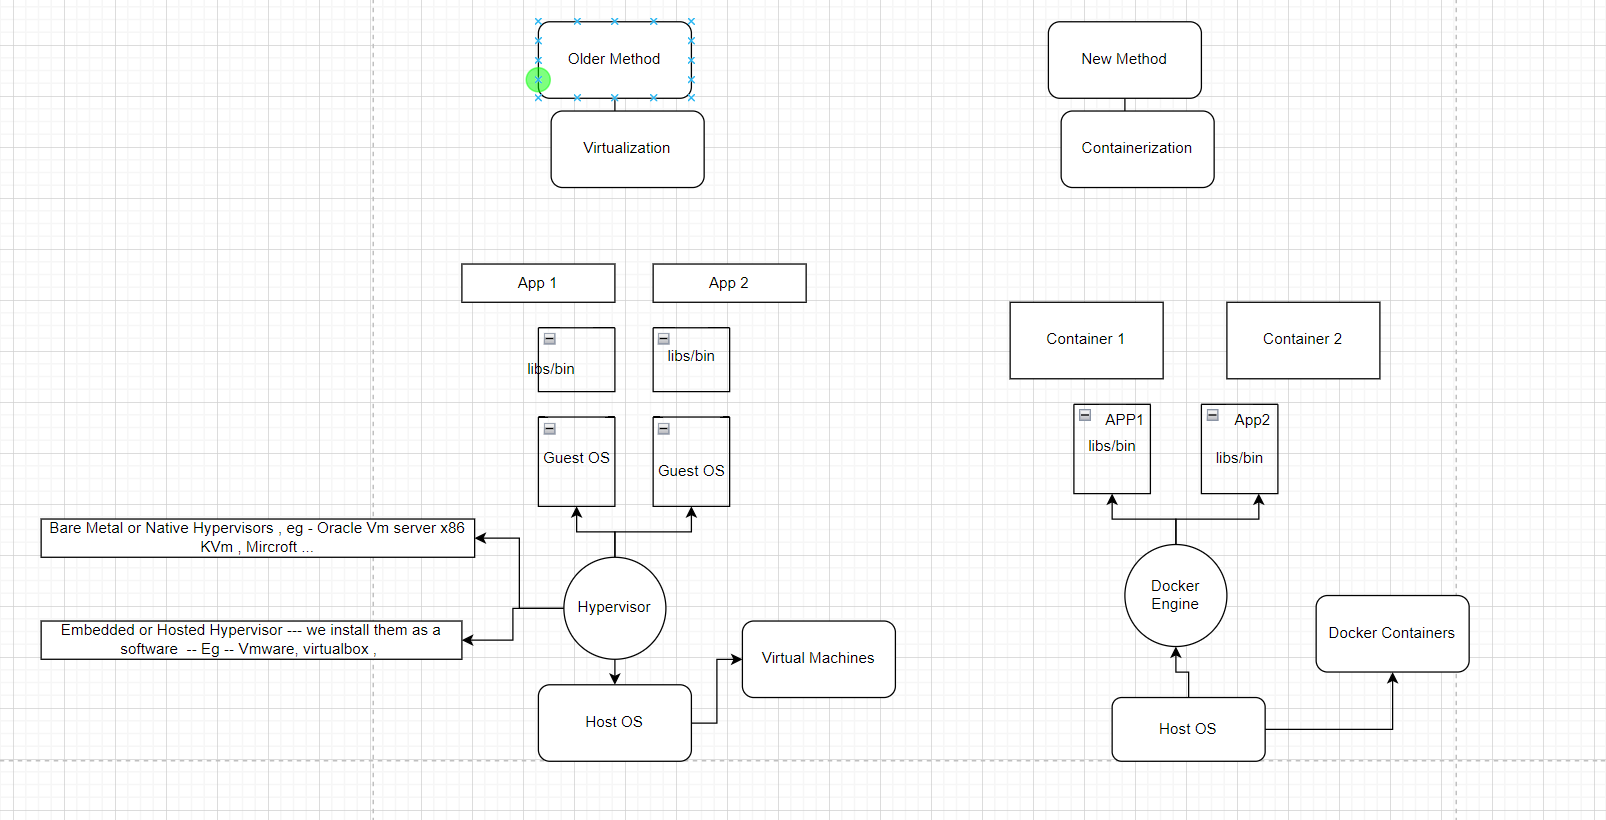 Older Method
New Method
Virtualization
Containerization
App 1
App 2
libs/bin
libs/bin
Guest OS
Guest OS
Bare Metal or Native Hypervisors , eg - Oracle Vm server x86
KVm , Mircroft ...
Embedded or Hosted Hypervisor --- we install them as a
software  -- Eg -- Vmware, virtualbox ,
Hypervisor
Virtual Machines
Host OS
Container 1
Container 2
APP1
libs/bin
App2
libs/bin
Docker
Engine
Docker Containers
Host OS